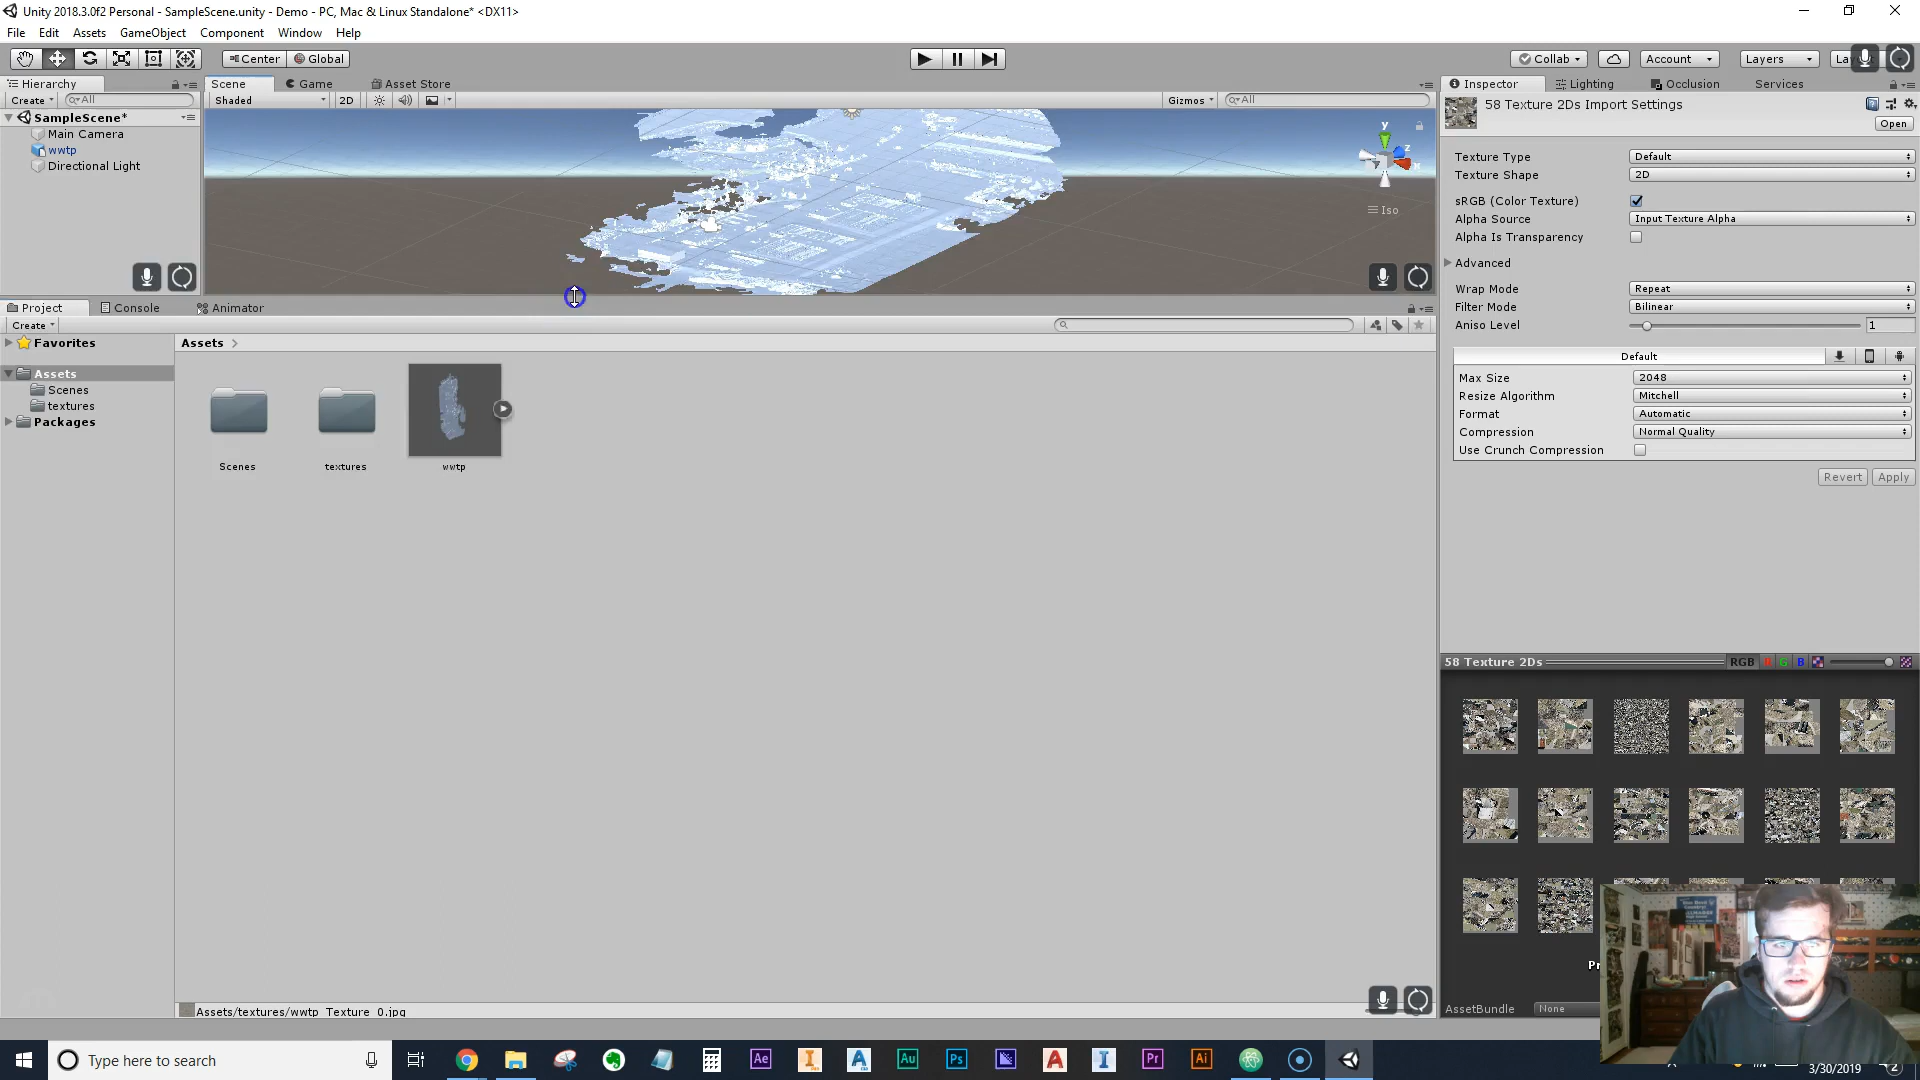 Unity 2018.3.0f2 Personal - SampleScene.unity - Demo - PC, Mac & Linux Standalone* <DX11>
File Edit Assets GameObject Component Window Help
Center Global Collab Account Layers
Hierarchy Scene Game Asset Store Inspector Lighting Occlusion Services
Create All Shaded 2D Gizmos All 58 Texture 2Ds Import Settings
Open
SampleScene*
Main Camera
wwtp
Directional Light
y
z
x
Iso
Texture Type Default
Texture Shape 2D
sRGB (Color Texture)
Alpha Source Input Texture Alpha
Alpha Is Transparency
Advanced
Wrap Mode Repeat
Filter Mode Bilinear
Aniso Level 1
Project Console Animator
Create
Favorites
Assets
Scenes
textures
Packages
Assets
Scenes textures wwtp
Default
Max Size 2048
Resize Algorithm Mitchell
Format Automatic
Compression Normal Quality
Use Crunch Compression
Revert Apply
58 Texture 2Ds RGB R G B
AssetBundle None
Assets/textures/wwtp_Texture_0.jpg
Type here to search
Ae I A Au Ps A I Pr Ai
3/30/2019
2